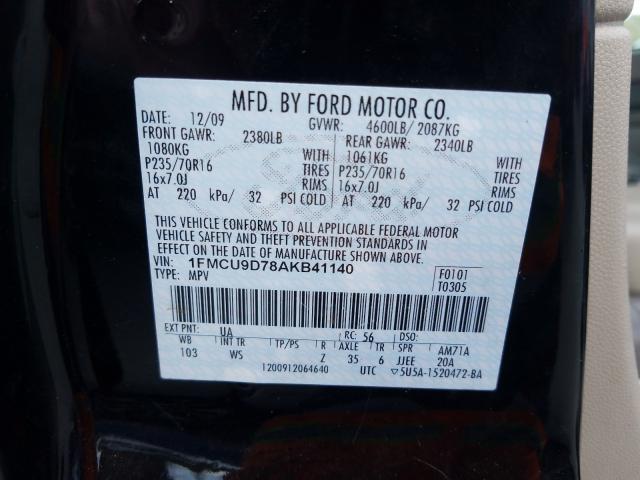 MFD. BY FORD MOTOR CO.
DATE: 12/09 GVWR: 4600LB/ 2087KG
FRONT GAWR: 2380LB REAR GAWR: 2340LB
1080KG WITH 1061KG WITH
P235/70R16 TIRES P235/70R16 TIRES
16x7.0J RIMS 16x7.0J RIMS
AT 220 kPa/ 32 PSI COLD AT 220 kPa/ 32 PSI COLD
THIS VEHICLE CONFORMS TO ALL APPLICABLE FEDERAL MOTOR
VEHICLE SAFETY AND THEFT PREVENTION STANDARDS IN
EFFECT ON THE DATE OF MANUFACTURE SHOWN ABOVE.
VIN: 1FMCU9D78AKB41140 F0101
TYPE: MPV T0305
EXT PNT: UA RC: 56 DSO:
WB INT TR TP/PS R AXLE TR SPR AM71A
103 WS Z 35 6 JJEE 20A
1200912064640 UTC ▽5U5A-1520472-BA